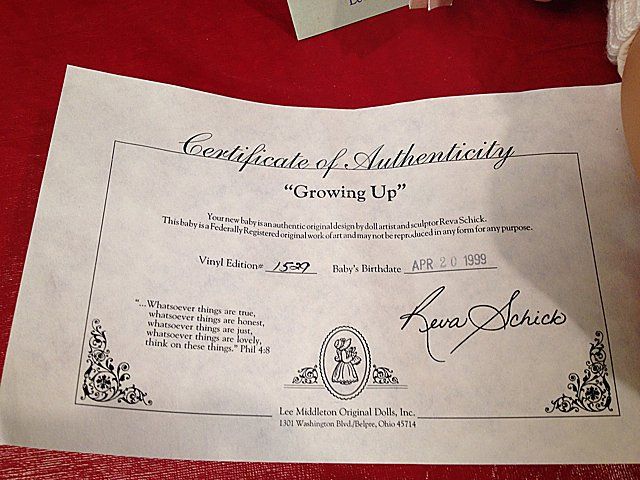 Certificate of Authenticity
“Growing Up”
Your new baby is an authentic original design by doll artist and sculptor Reva Schick.
This baby is a Federally Registered original work of art and may not be reproduced in any form for any purpose.
Vinyl Edition# 1529 Baby's Birthdate APR 20 1999
“...Whatsoever things are true,
whatsoever things are honest,
whatsoever things are just,
whatsoever things are lovely,
think on these things.” Phil 4:8
Reva Schick
Lee Middleton Original Dolls, Inc.
1301 Washington Blvd./Belpre, Ohio 45714